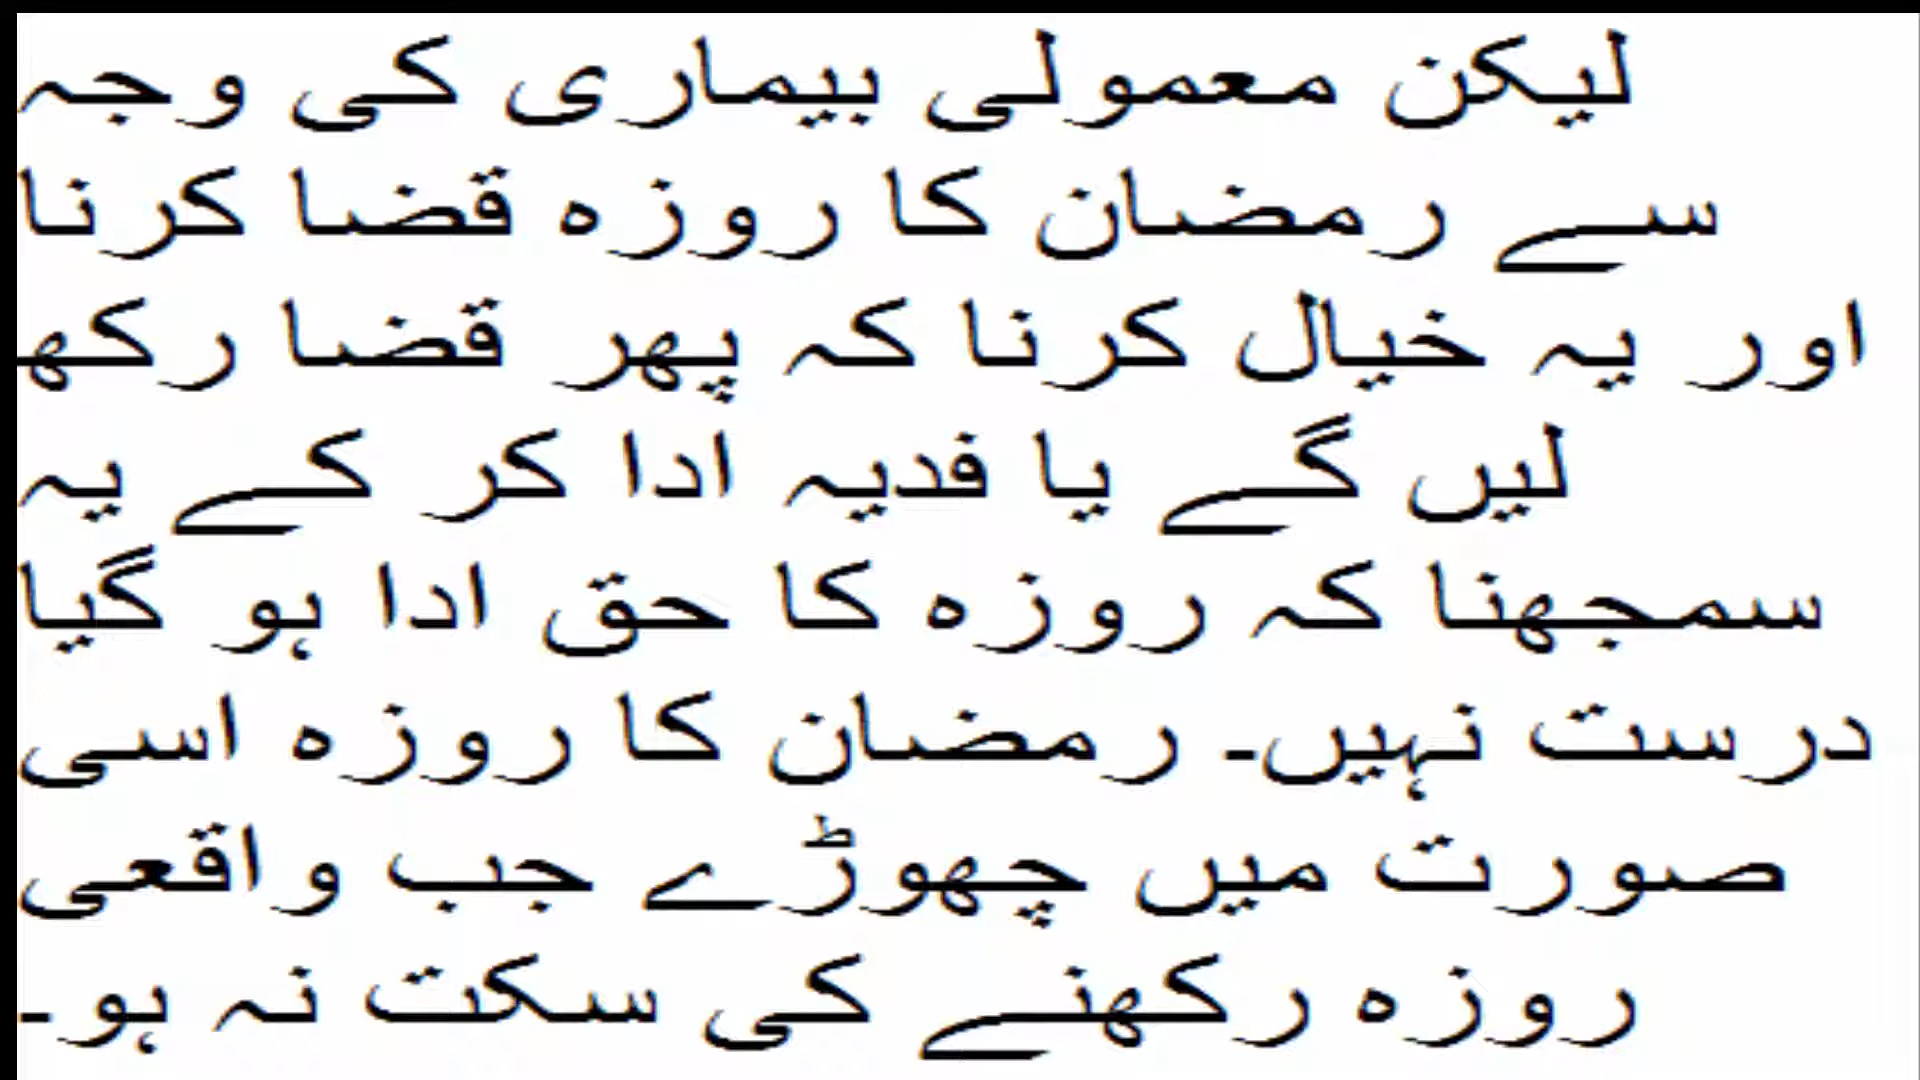 لیکن معمولی بیماری کی وجہ
سے رمضان کا روزہ قضا کرنا
اور یہ خیال کرنا کہ پھر قضا رکھ
لیں گے یا فدیہ ادا کر کے یہ
سمجھنا کہ روزہ کا حق ادا ہو گیا
درست نہیں۔ رمضان کا روزہ اسی
صورت میں چھوڑے جب واقعی
روزہ رکھنے کی سکت نہ ہو۔